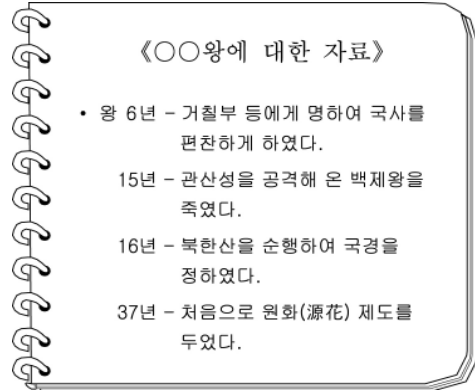 《○○왕에 대한 자료》
• 왕 6년 - 거칠부 등에게 명하여 국사를
편찬하게 하였다.
15년 - 관산성을 공격해 온 백제왕을
죽였다.
16년 - 북한산을 순행하여 국경을
정하였다.
37년 - 처음으로 원화(源花) 제도를
두었다.